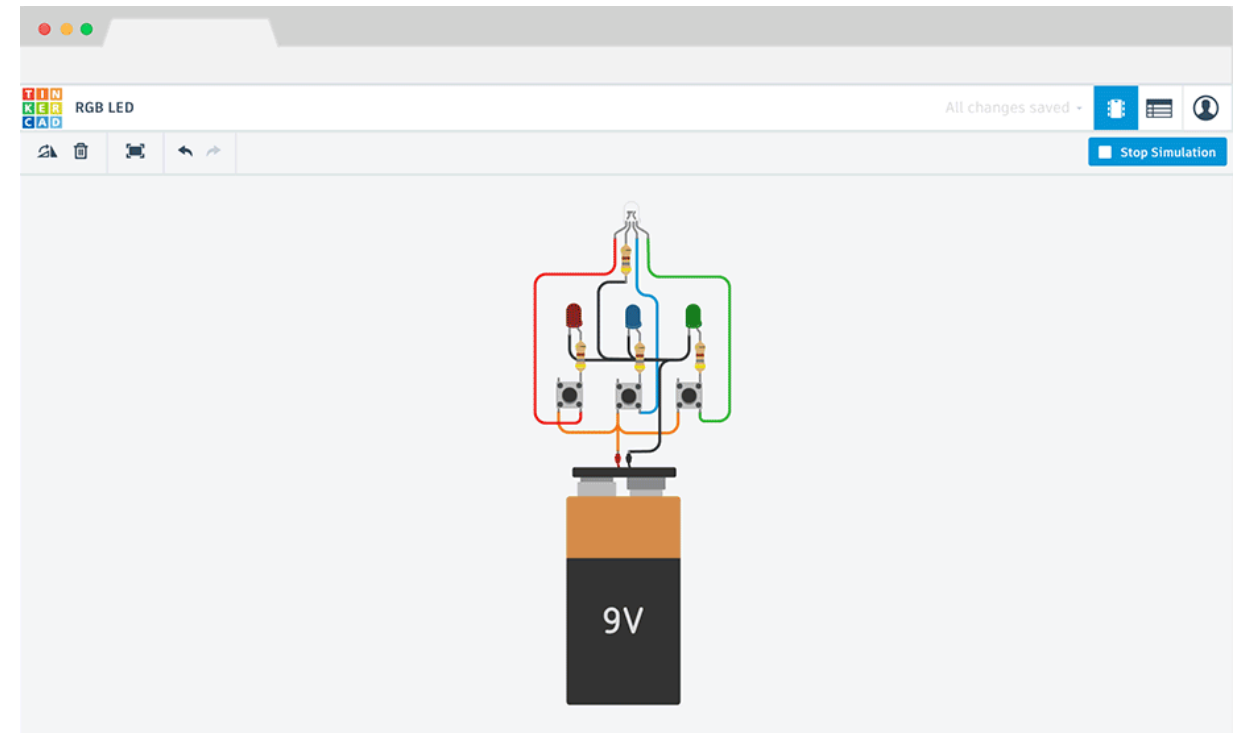 TIN
KER
CAD
RGB LED
All changes saved
Stop Simulation
9V